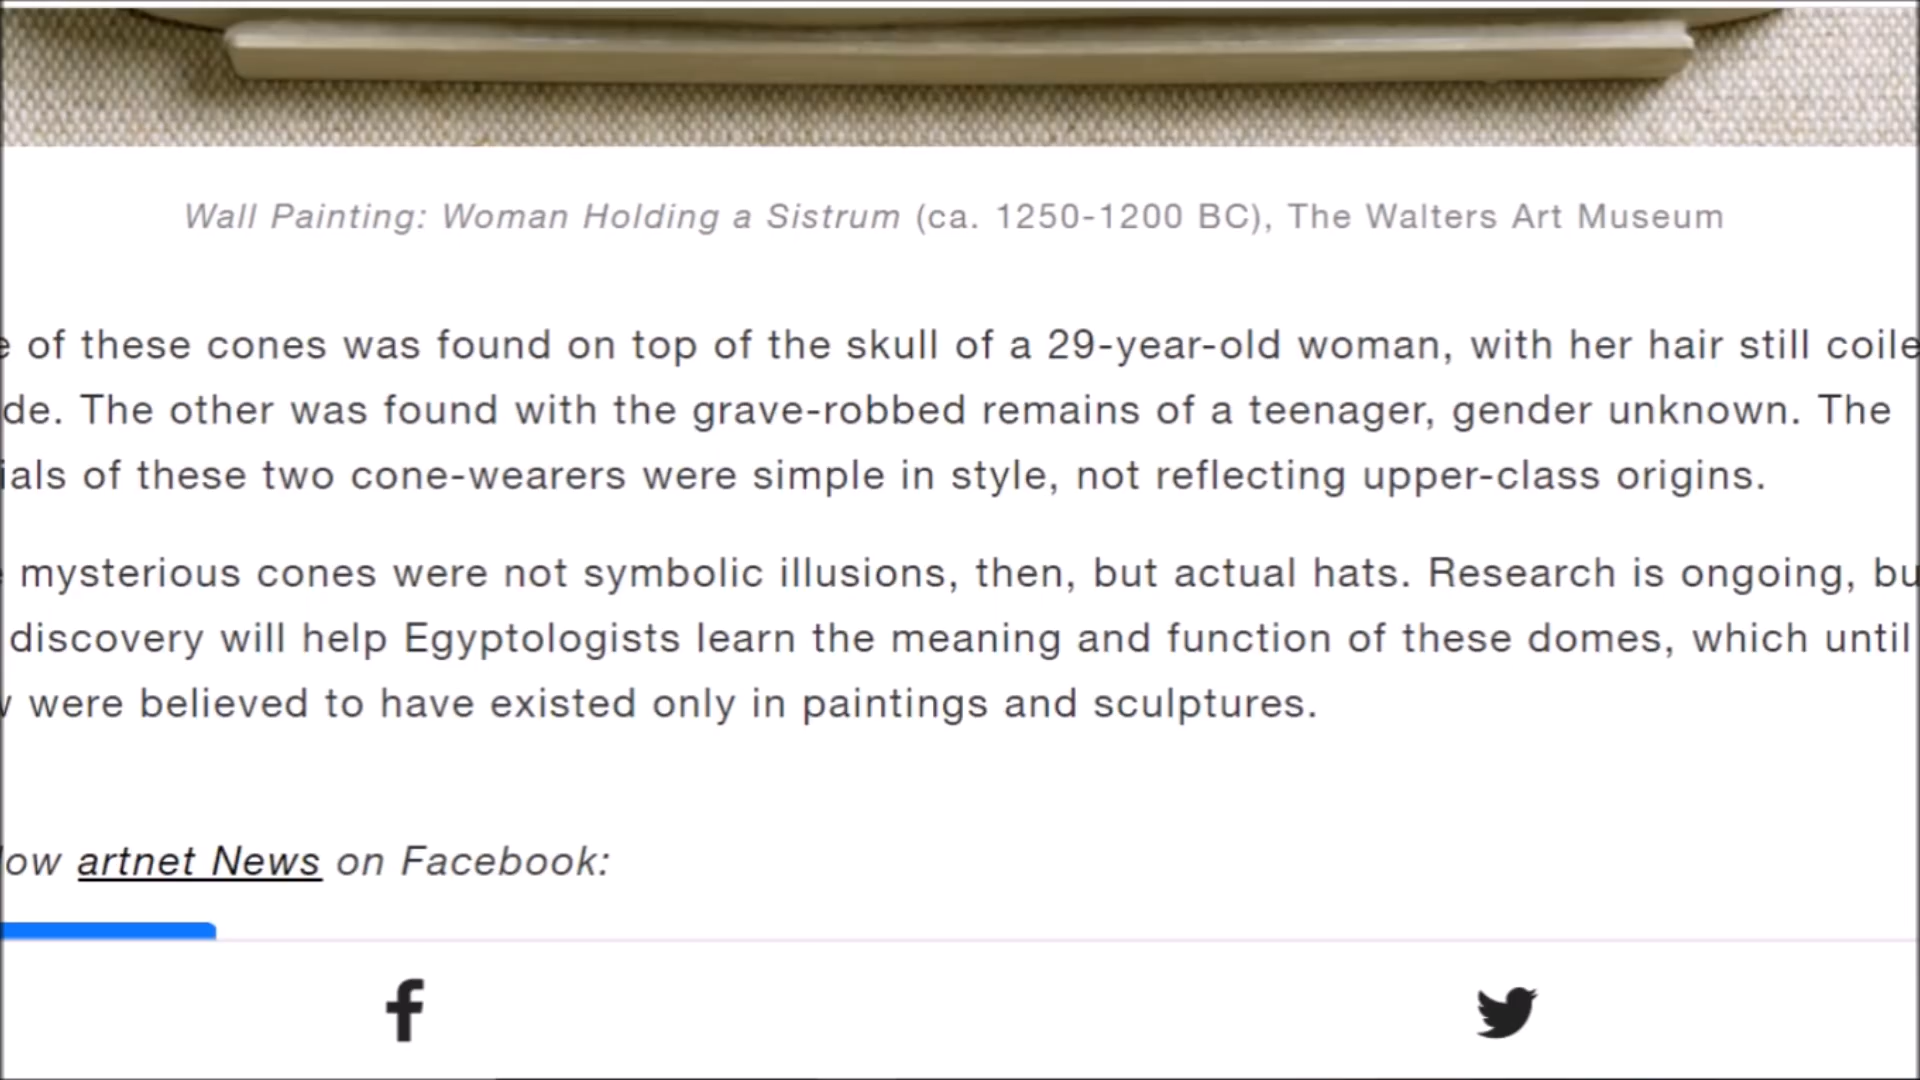 Wall Painting: Woman Holding a Sistrum (ca. 1250-1200 BC), The Walters Art Museum
of these cones was found on top of the skull of a 29-year-old woman, with her hair still
The other was found with the grave-robbed remains of a teenager, gender unknown. The
of these two cone-wearers were simple in style, not reflecting upper-class origins.
mysterious cones were not symbolic illusions, then, but actual hats. Research is ongoing,
discovery will help Egyptologists learn the meaning and function of these domes, which until
were believed to have existed only in paintings and sculptures.
artnet News on Facebook: